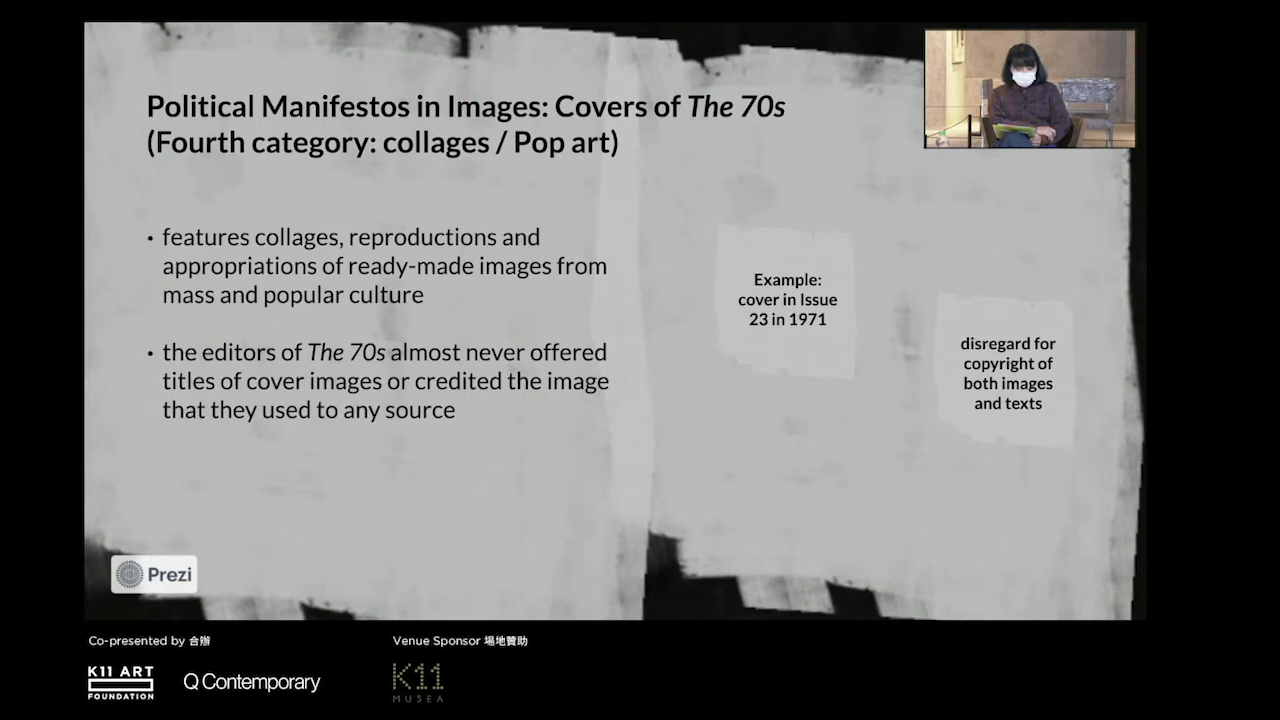 Political Manifestos in Images: Covers of The 70s
(Fourth category: collages / Pop art)
• features collages, reproductions and
appropriations of ready-made images from
mass and popular culture
• the editors of The 70s almost never offered
titles of cover images or credited the image
that they used to any source
Example:
cover in Issue
23 in 1971
disregard for
copyright of
both images
and texts
Prezi
Co-presented by 合辦
Venue Sponsor 場地贊助
K11 ART
FOUNDATION
Q Contemporary
K11
MUSEA